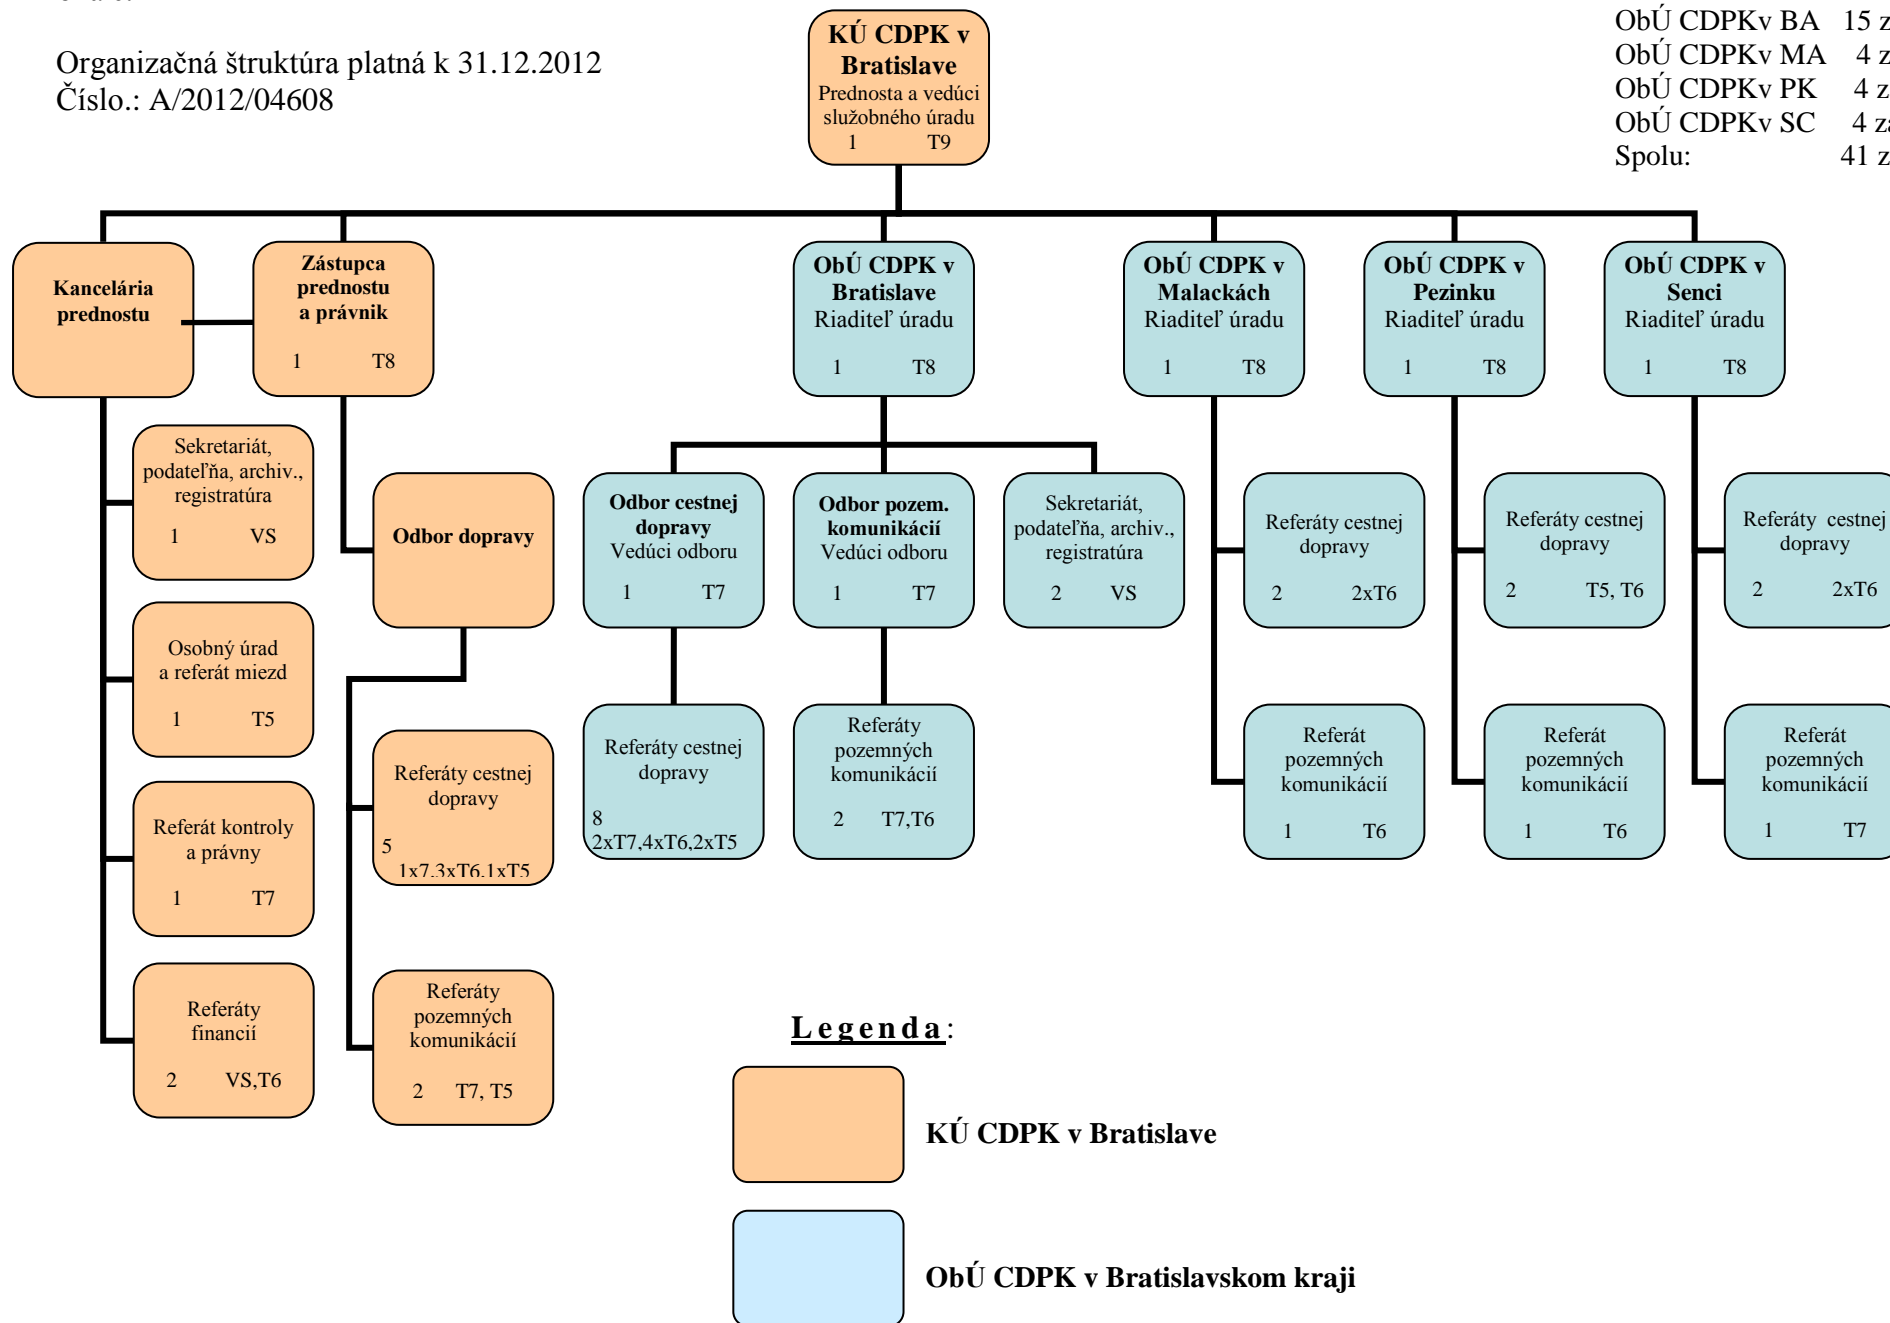 Organizačná štruktúra platná k 31.12.2012
Číslo.: A/2012/04608
KÚ CDPK v
Bratislave
Prednosta a vedúci
služobného úradu
1 T9
ObÚ CDPKv BA 15 z
ObÚ CDPKv MA 4 z
ObÚ CDPKv PK 4 z
ObÚ CDPKv SC 4 za
Spolu: 41 z
Kancelária
prednostu
Zástupca
prednostu
a právnik
1 T8
ObÚ CDPK v
Bratislave
Riaditeľ úradu
1 T8
ObÚ CDPK v
Malackách
Riaditeľ úradu
1 T8
ObÚ CDPK v
Pezinku
Riaditeľ úradu
1 T8
ObÚ CDPK v
Senci
Riaditeľ úradu
1 T8
Sekretariát,
podateľňa, archiv.,
registratúra
1 VS
Odbor dopravy
Odbor cestnej
dopravy
Vedúci odboru
1 T7
Odbor pozem.
komunikácií
Vedúci odboru
1 T7
Sekretariát,
podateľňa, archiv.,
registratúra
2 VS
Referáty cestnej
dopravy
2 2xT6
Referáty cestnej
dopravy
2 T5, T6
Referáty cestnej
dopravy
2 2xT6
Osobný úrad
a referát miezd
1 T5
Referáty cestnej
dopravy
5
1x7,3xT6,1xT5
Referáty cestnej
dopravy
8
2xT7,4xT6,2xT5
Referáty
pozemných
komunikácií
2 T7,T6
Referát
pozemných
komunikácií
1 T6
Referát
pozemných
komunikácií
1 T6
Referát
pozemných
komunikácií
1 T7
Referát kontroly
a právny
1 T7
Referáty
financií
2 VS,T6
Referáty
pozemných
komunikácií
2 T7, T5
Legenda:
KÚ CDPK v Bratislave
ObÚ CDPK v Bratislavskom kraji